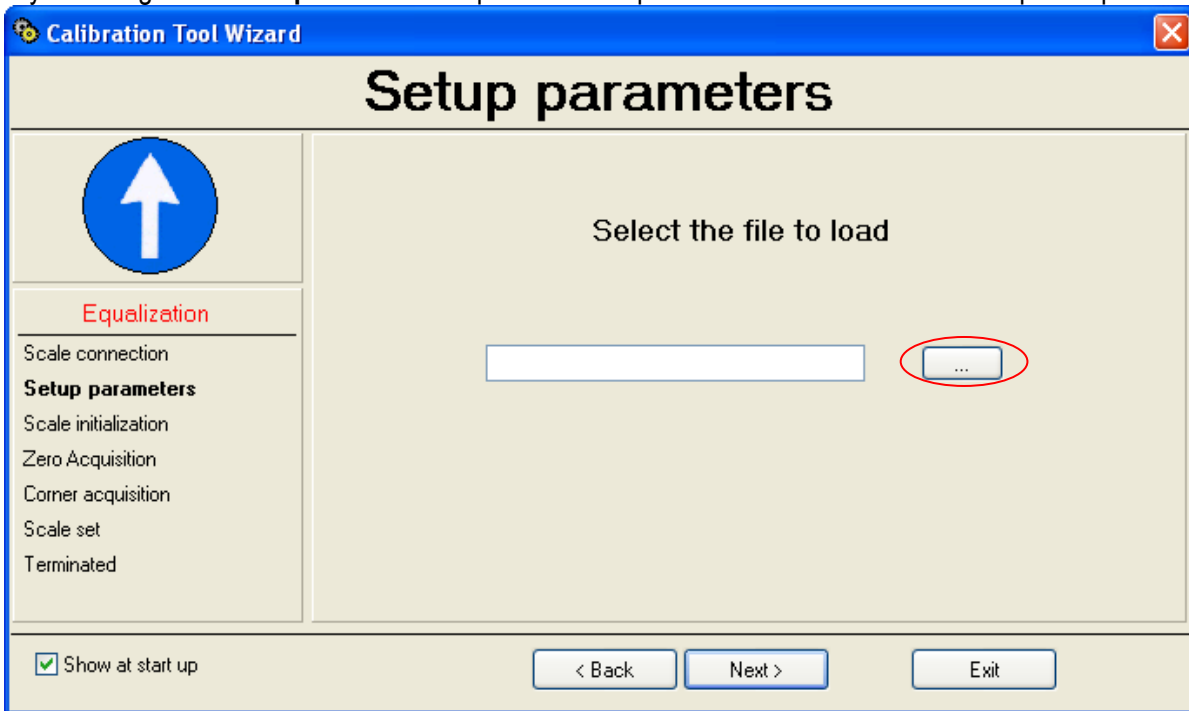 Calibration Tool Wizard
Setup parameters
Equalization
Scale connection
Setup parameters
Scale initialization
Zero Acquisition
Corner acquisition
Scale set
Terminated
Select the file to load
...
Show at start up
< Back
Next >
Exit